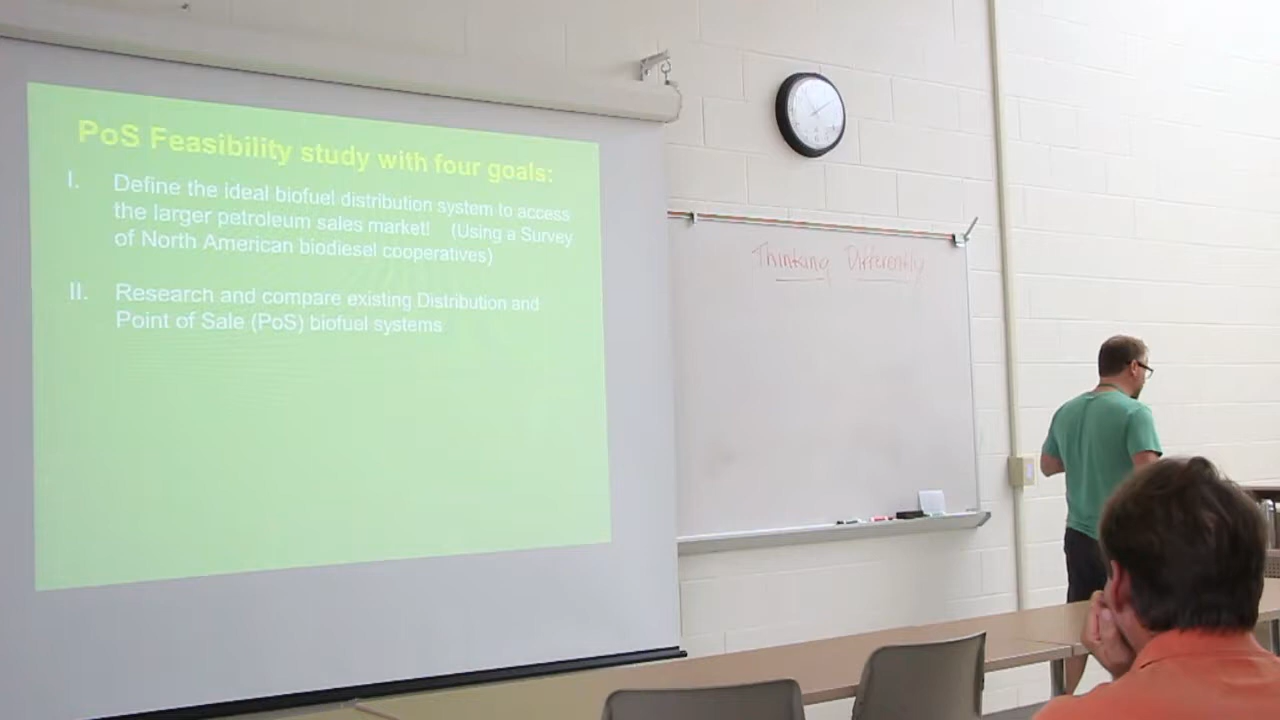 PoS Feasibility study with four goals:
I. Define the ideal biofuel distribution system to access
the larger petroleum sales market! (Using a Survey
of North American biodiesel cooperatives)
II. Research and compare existing Distribution and
Point of Sale (PoS) biofuel systems
Thinking Differently